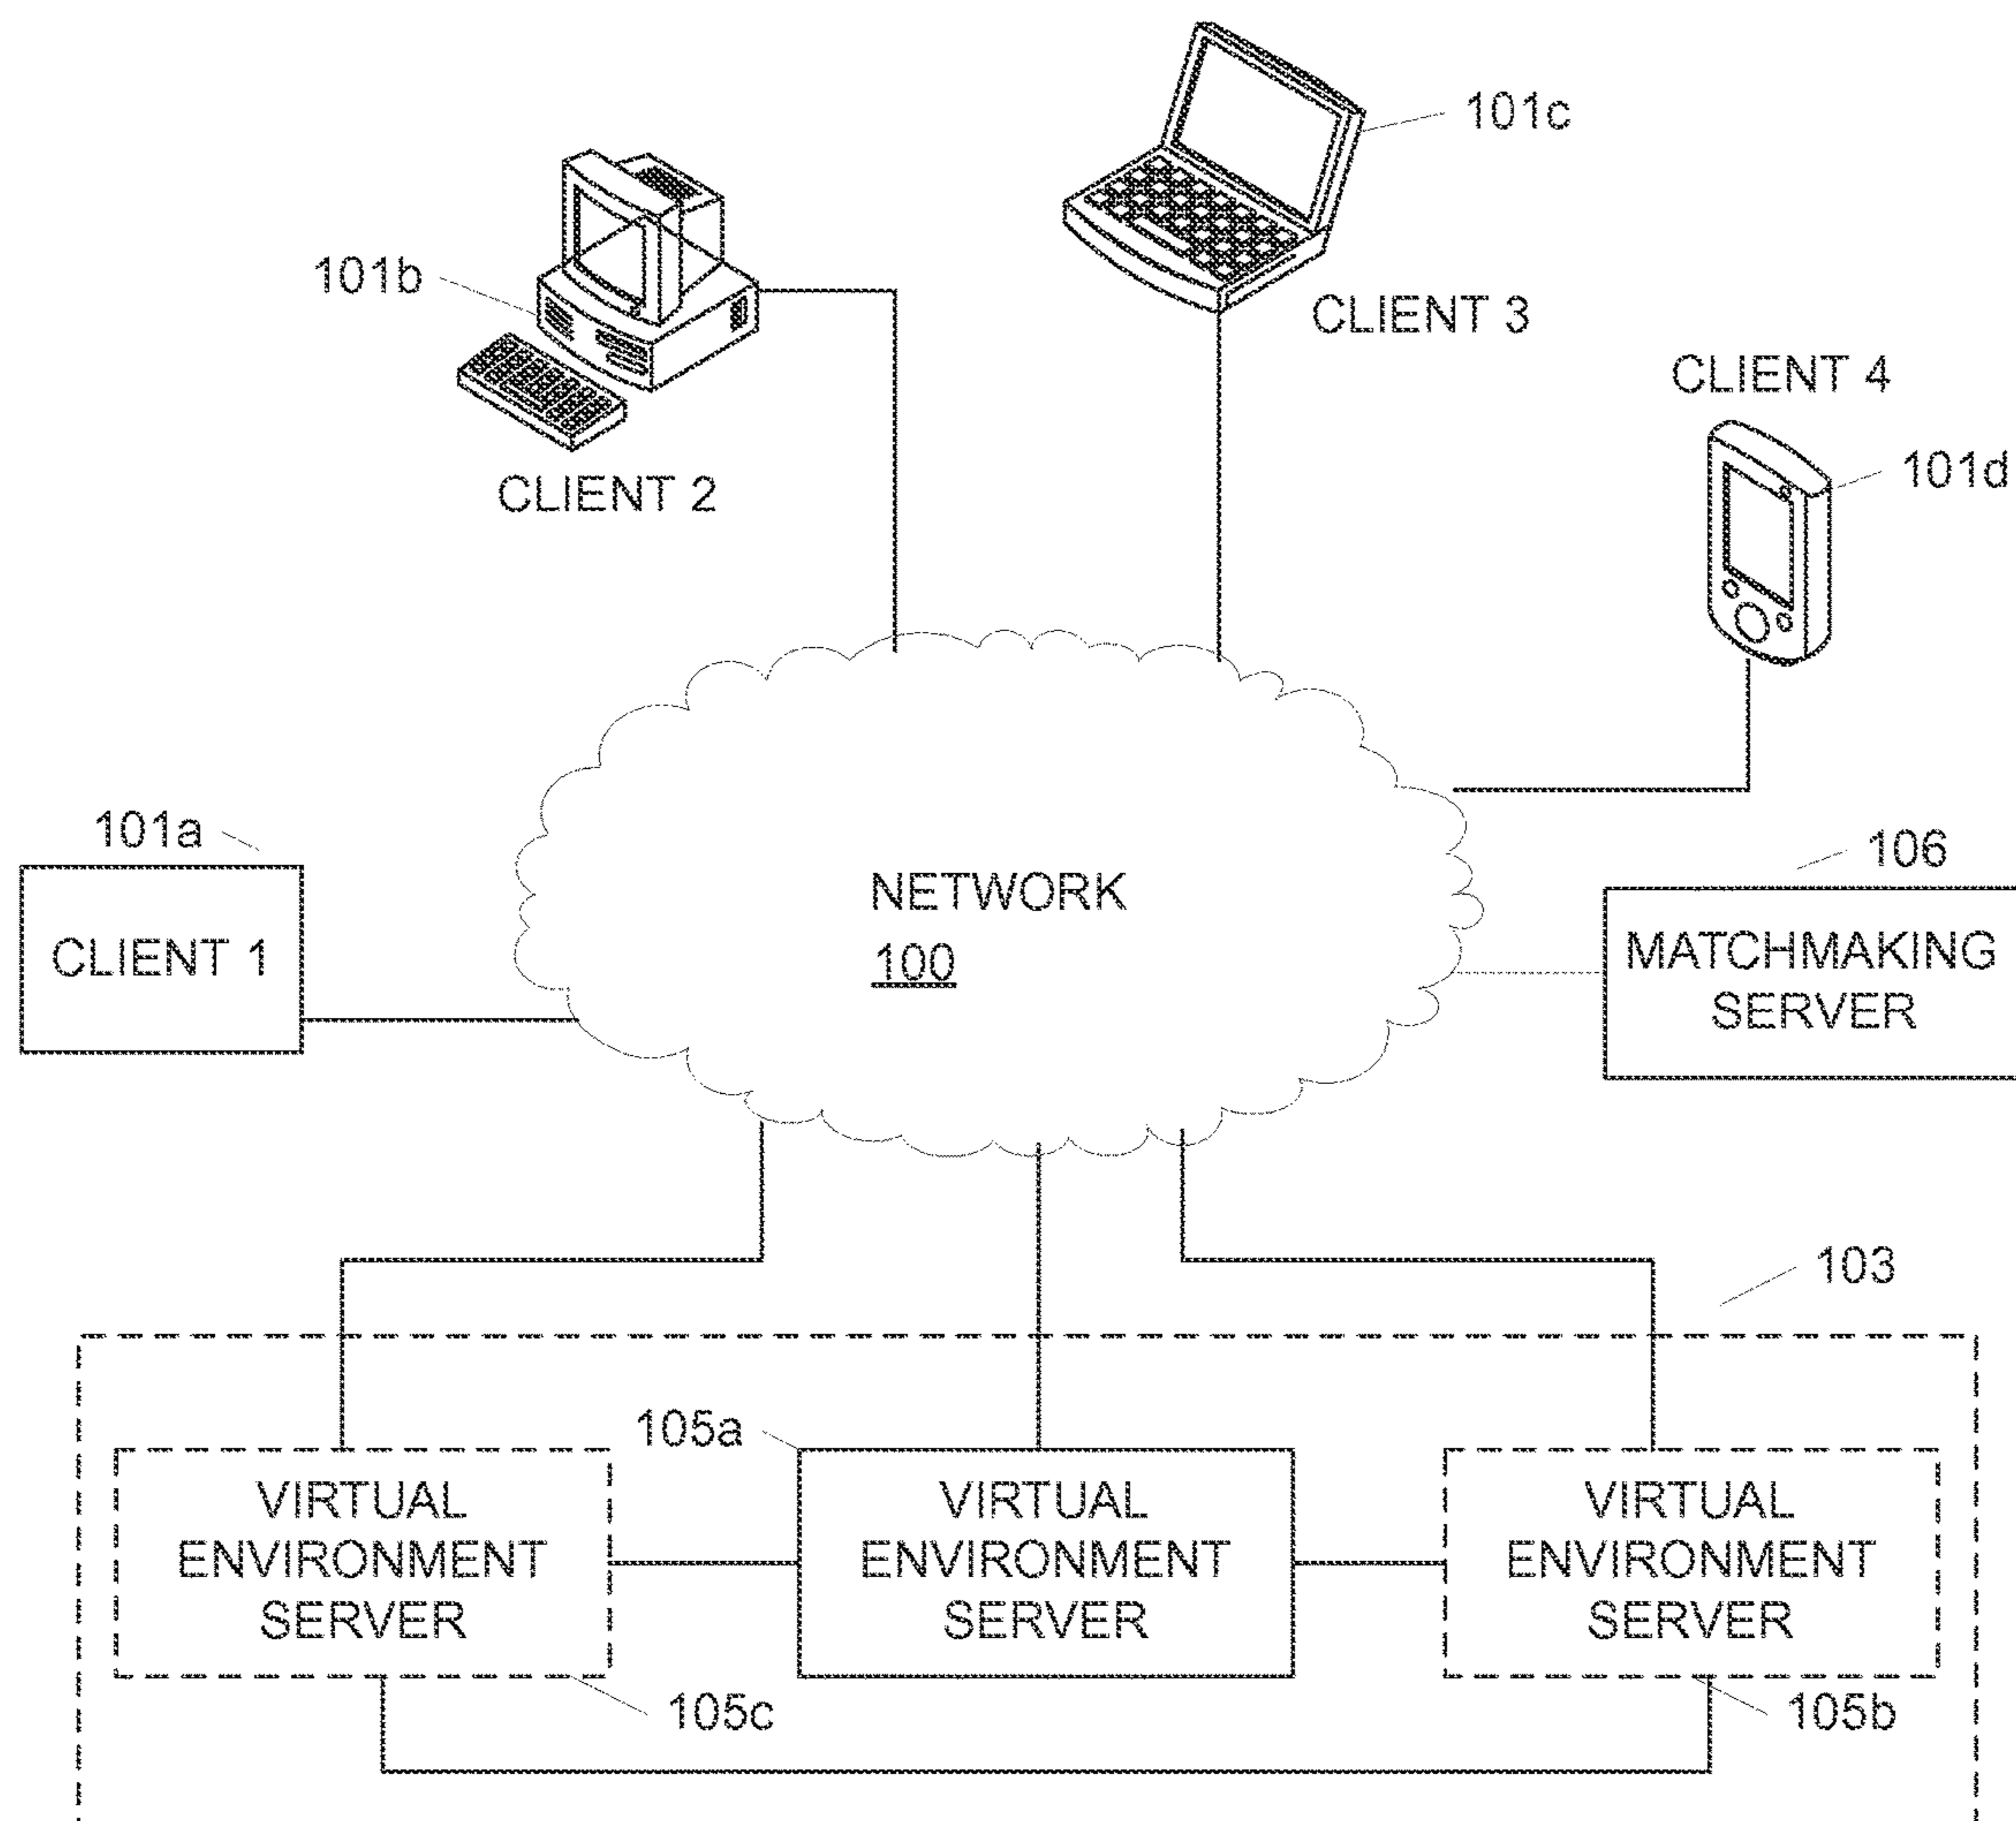 101c
101b
CLIENT 3
CLIENT 4
101d
CLIENT 2
101a
106
NETWORK
100
CLIENT 1
MATCHMAKING
SERVER
103
105a
VIRTUAL
ENVIRONMENT
SERVER
VIRTUAL
ENVIRONMENT
SERVER
VIRTUAL
ENVIRONMENT
SERVER
105c
105b